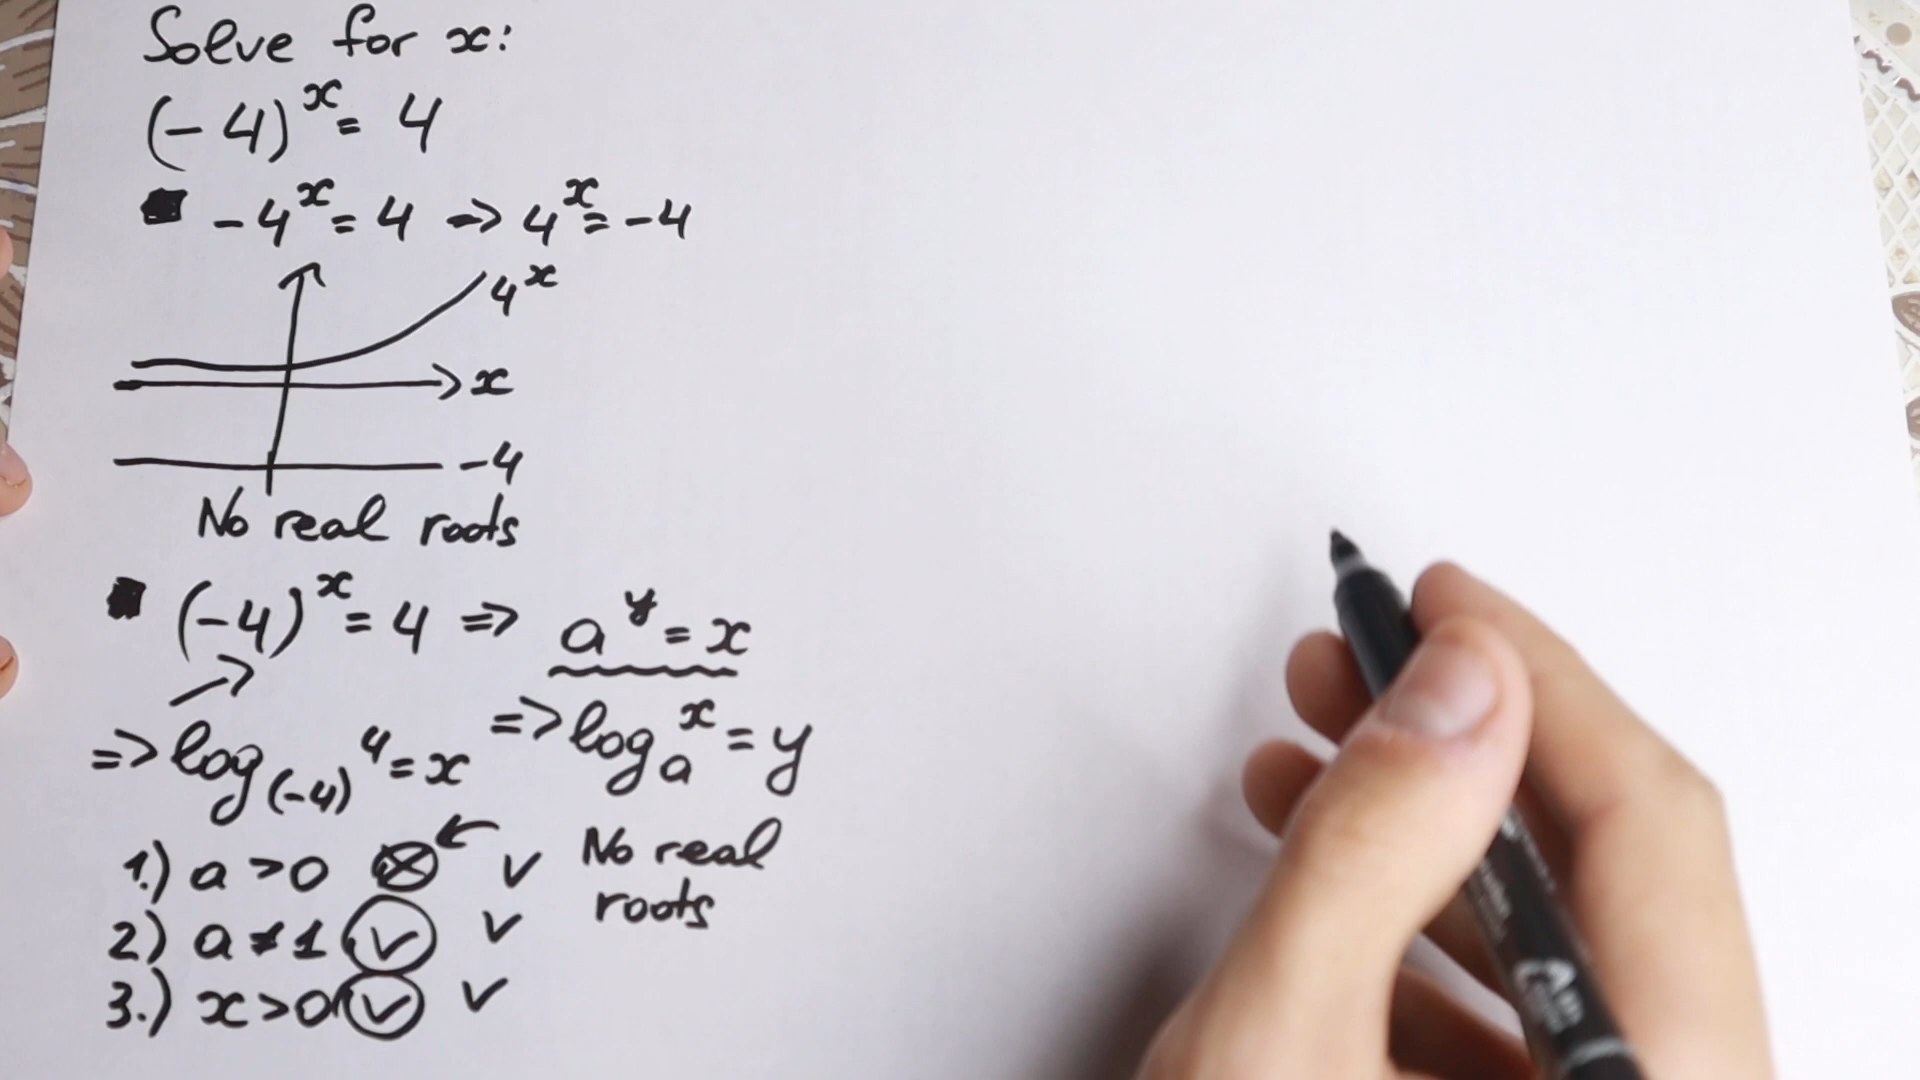 Solve for x:
(-4)^x = 4
-4^x = 4 -> 4^x = -4
4^x
x
-4
No real roots
(-4)^x = 4 => a^y = x
=> log_(-4) 4 = x => log_a x = y
1.) a > 0 ⊗ ← v No real
roots
2) a ≠ 1 v v
3.) x > 0 v v